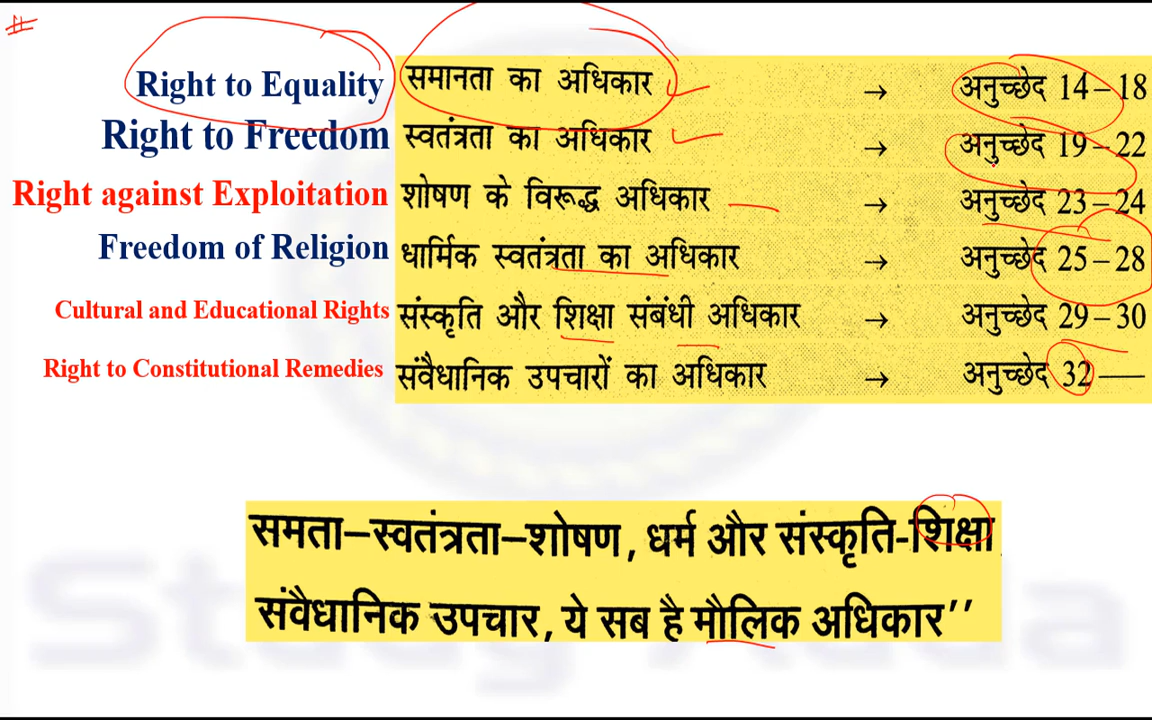 #
Right to Equality समानता का अधिकार → अनुच्छेद 14–18
Right to Freedom स्वतंत्रता का अधिकार → अनुच्छेद 19–22
Right against Exploitation शोषण के विरूद्ध अधिकार → अनुच्छेद 23–24
Freedom of Religion धार्मिक स्वतंत्रता का अधिकार → अनुच्छेद 25–28
Cultural and Educational Rights संस्कृति और शिक्षा संबंधी अधिकार → अनुच्छेद 29–30
Right to Constitutional Remedies संवैधानिक उपचारों का अधिकार → अनुच्छेद 32—
समता–स्वतंत्रता–शोषण, धर्म और संस्कृति-शिक्षा
संवैधानिक उपचार, ये सब है मौलिक अधिकार’’
Study Adda